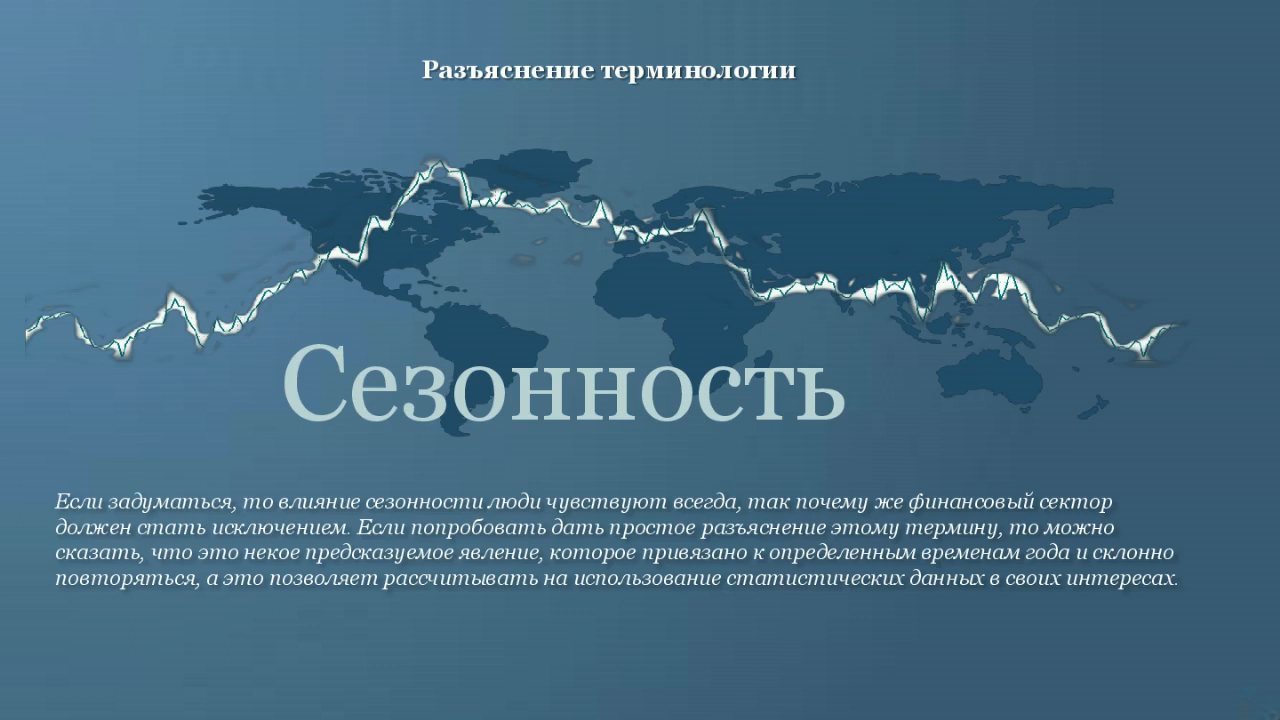 Разъяснение терминологии
Сезонность
Если задуматься, то влияние сезонности люди чувствуют всегда, так почему же финансовый сектор
должен стать исключением. Если попробовать дать простое разъяснение этому термину, то можно
сказать, что это некое предсказуемое явление, которое привязано к определенным временам года и склонно
повторяться, а это позволяет рассчитывать на использование статистических данных в своих интересах.